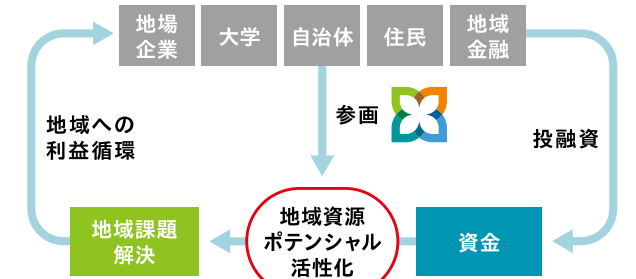 地場
企業
大学
自治体
住民
地域
金融
参画
地域への
利益循環
投融資
地域課題
解決
地域資源
ポテンシャル
活性化
資金